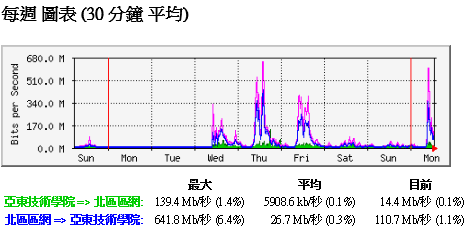 每週 圖表 (30 分鐘 平均)
680.0 M
510.0 M
340.0 M
170.0 M
0.0 M
Bits per Second
Sun Mon Tue Wed Thu Fri Sat Sun Mon
最大 平均 目前
亞東技術學院 => 北區區網: 139.4 Mb/秒 (1.4%) 5908.6 kb/秒 (0.1%) 14.4 Mb/秒 (0.1%)
北區區網 => 亞東技術學院: 641.8 Mb/秒 (6.4%) 26.7 Mb/秒 (0.3%) 110.7 Mb/秒 (1.1%)